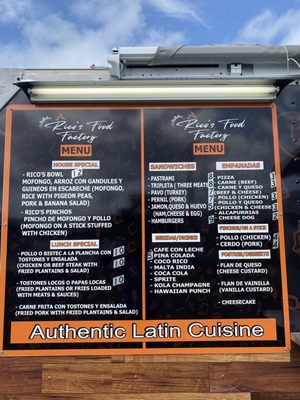 Rico's Food
Factory
MENU
HOUSE SPECIAL
- RICO'S BOWL 12
MOFONGO, ARROZ CON GANDULES Y
GUINEOS EN ESCABECHE (MOFONGO,
RICE WITH PIGEON PEAS,
PORK & BANANA SALAD)
- RICO'S PINCHOS
PINCHO DE MOFONGO Y POLLO
(MOFONGO ON A STICK STUFFED
WITH CHICKEN)
LUNCH SPECIAL
- POLLO O BISTEC A LA PLANCHA CON
TOSTONES Y ENSALADA 10
(CHICKEN OR BEEF GRILL WITH
FRIED PLANTAINS & SALAD)
- TOSTONES LOCOS O PAPAS LOCAS 10
(FRIED PLANTAINS OR FRIES LOADED
WITH MEATS & SAUCES)
- CARNE FRITA CON TOSTONES Y ENSALADA 10
(FRIED PORK WITH FRIED PLANTAINS & SALAD)
Rico's Food
Factory
MENU
SANDWICHES
- PASTRAMI
- TRIPLETA (THREE MEATS)
- PAVO (TURKEY)
- PERNIL (PORK)
- JAMON, QUESO & HUEVO
(HAM, CHEESE & EGG)
- HAMBURGERS
BEBIDAS/DRINKS
- CAFE CON LECHE
- PINA COLADA
- COCO RICO
- MALTA INDIA
- COCA COLA
- SPRITE
- KOLA CHAMPAGNE
- HAWAIIAN PUNCH
EMPANADAS
- PIZZA
- CARNE (BEEF)
- CARNE Y QUESO
(BEEF & CHEESE)
- POLLO (CHICKEN)
- POLLO Y QUESO
(CHICKEN & CHEESE)
- ALCAPURRIAS
- CHEESE DOG
PINCHOS/ON A STICK
- POLLO (CHICKEN)
- CERDO (PORK)
POSTRES/DESSERTS
- FLAN DE QUESO
(CHEESE CUSTARD)
- FLAN DE VAINILLA
(VANILLA CUSTARD)
- CHEESECAKE
Authentic Latin Cuisine